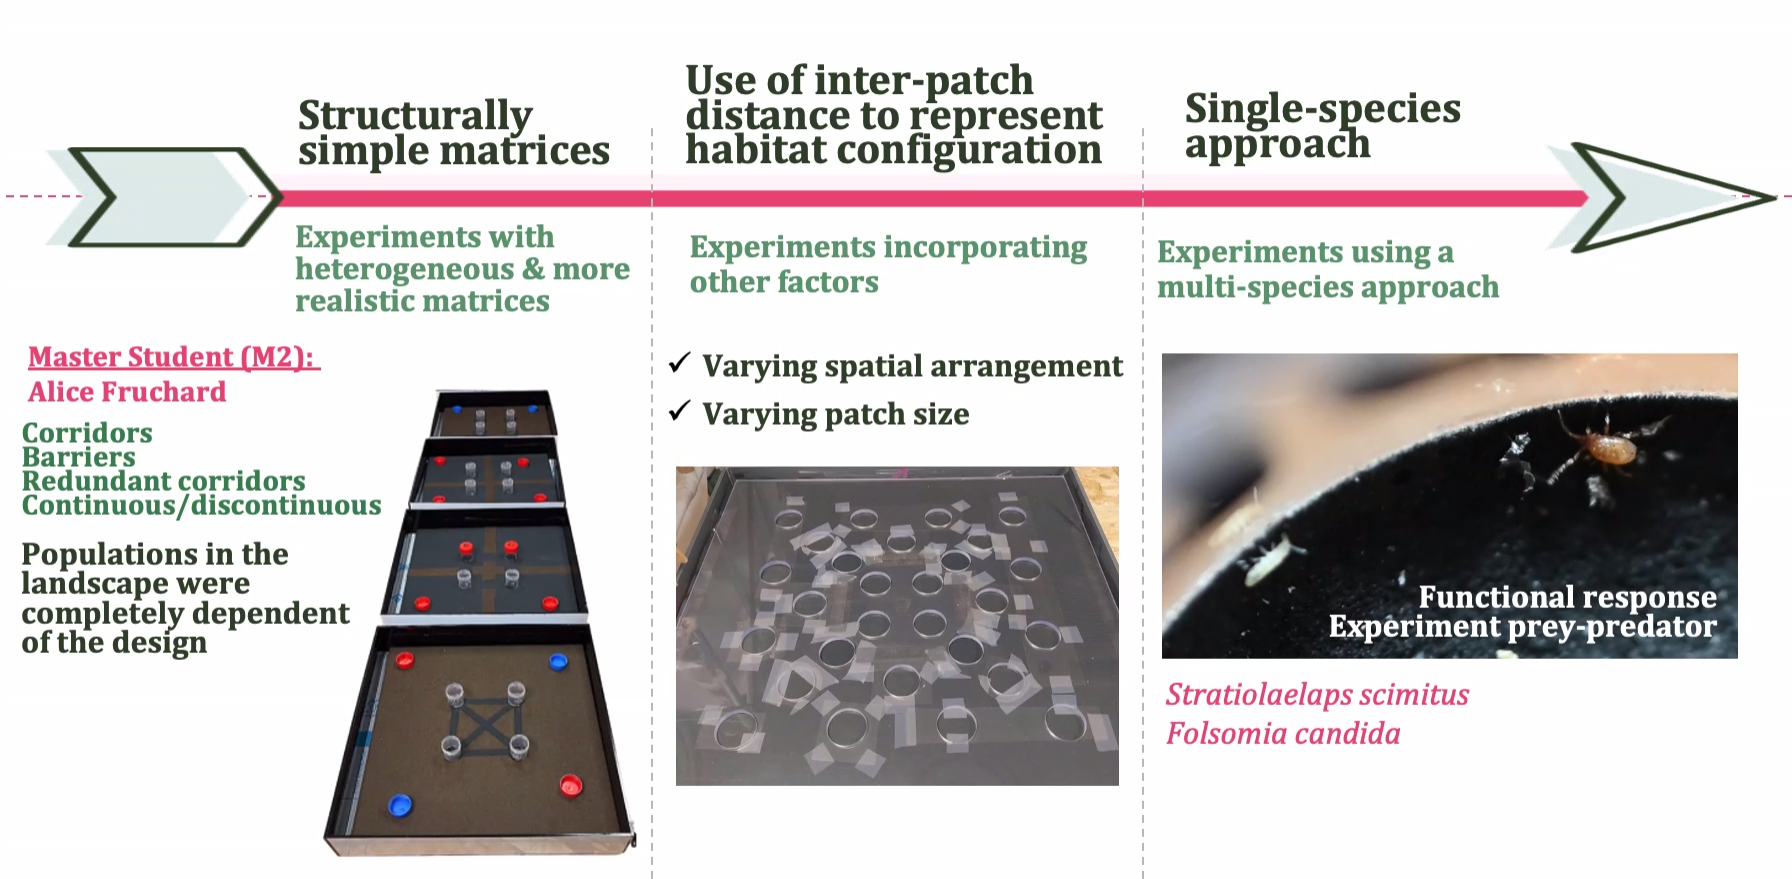 Structurally
simple matrices
Experiments with
heterogeneous & more
realistic matrices
Master Student (M2):
Alice Fruchard
Corridors
Barriers
Redundant corridors
Continuous/discontinuous
Populations in the
landscape were
completely dependent
of the design
Use of inter-patch
distance to represent
habitat configuration
Experiments incorporating
other factors
✓ Varying spatial arrangement
✓ Varying patch size
Single-species
approach
Experiments using a
multi-species approach
Functional response
Experiment prey-predator
Stratiolaelaps scimitus
Folsomia candida